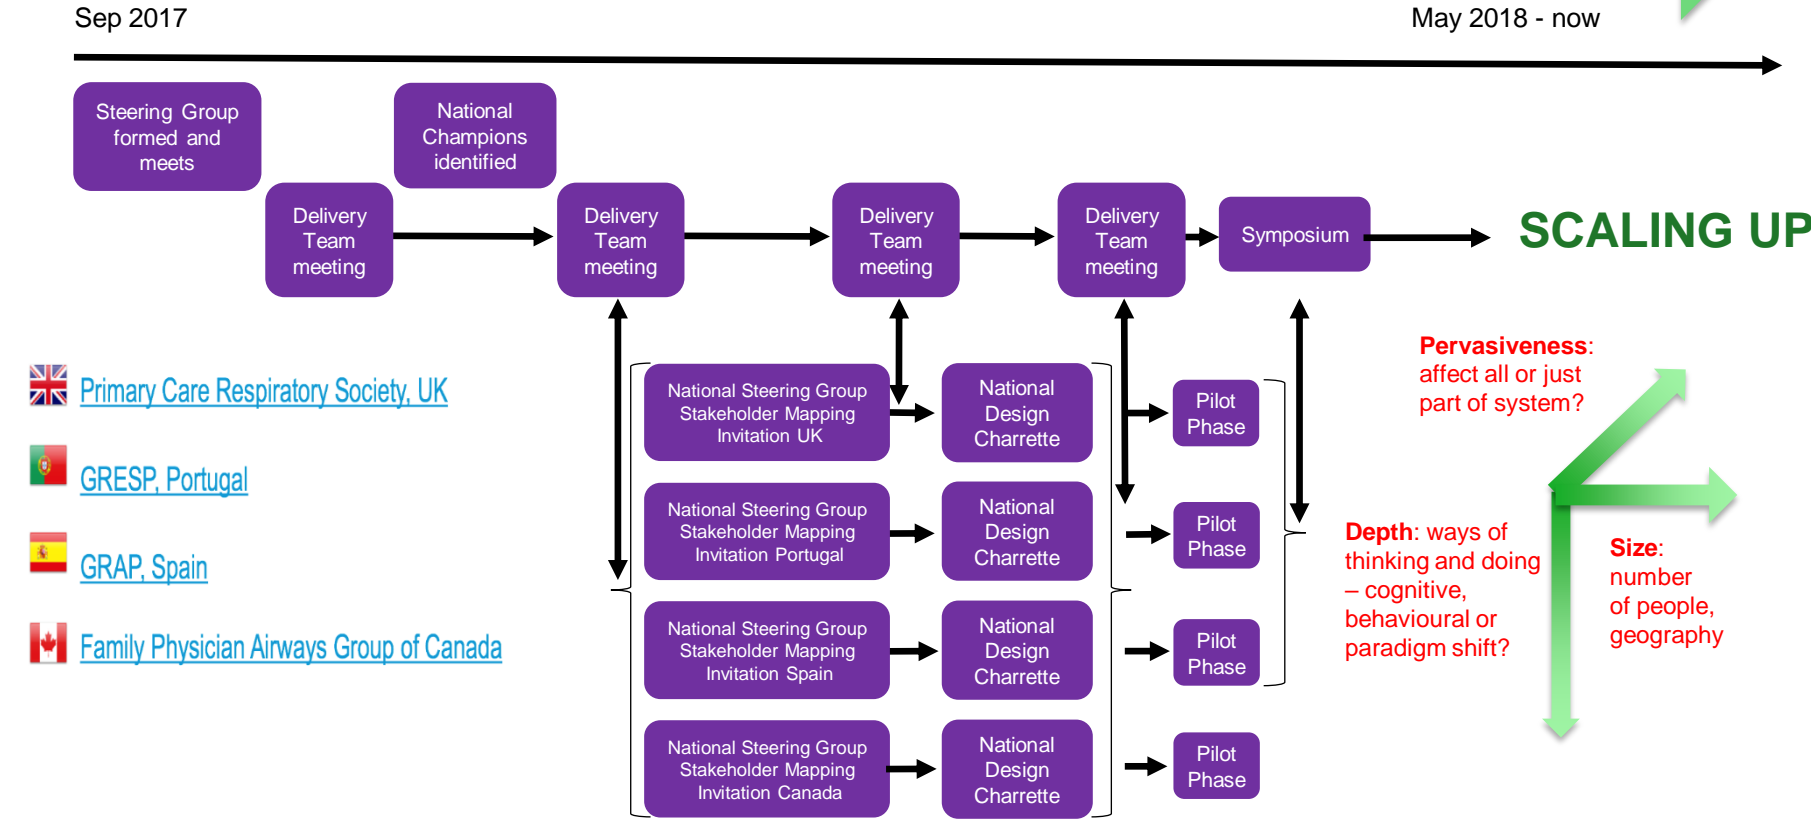 Sep 2017
May 2018 - now
Steering Group
formed and
meets
National
Champions
identified
Delivery
Team
meeting
Delivery
Team
meeting
Delivery
Team
meeting
Delivery
Team
meeting
Symposium
SCALING UP
Primary Care Respiratory Society, UK
GRESP, Portugal
GRAP, Spain
Family Physician Airways Group of Canada
National Steering Group
Stakeholder Mapping
Invitation UK
National
Design
Charrette
Pilot
Phase
National Steering Group
Stakeholder Mapping
Invitation Portugal
National
Design
Charrette
Pilot
Phase
National Steering Group
Stakeholder Mapping
Invitation Spain
National
Design
Charrette
Pilot
Phase
National Steering Group
Stakeholder Mapping
Invitation Canada
National
Design
Charrette
Pilot
Phase
Pervasiveness:
affect all or just
part of system?
Depth: ways of
thinking and doing
– cognitive,
behavioural or
paradigm shift?
Size:
number
of people,
geography